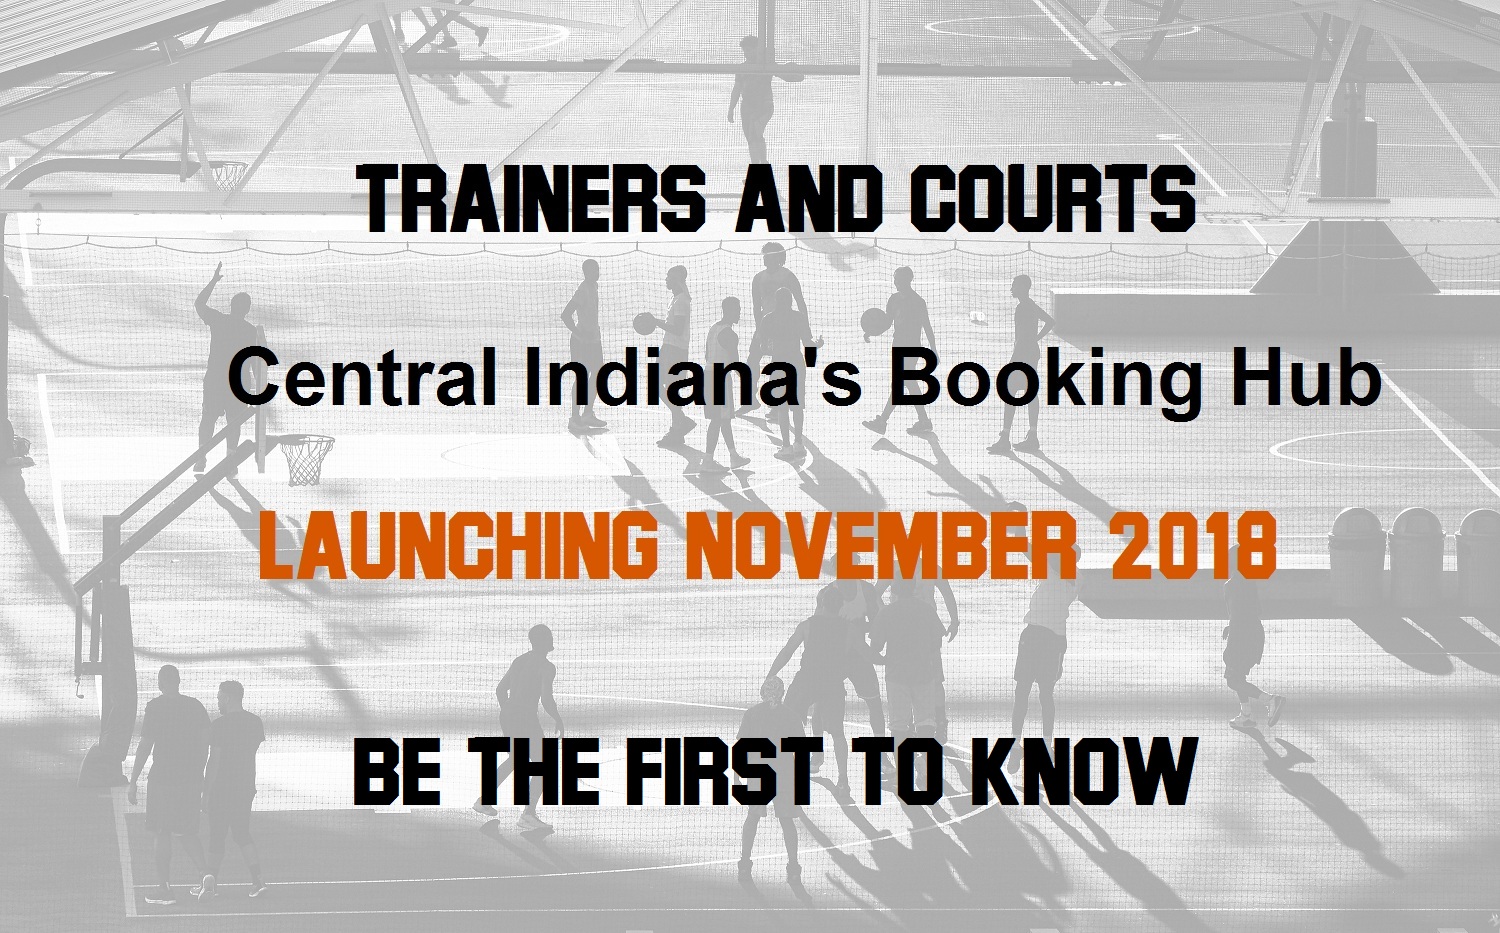 TRAINERS AND COURTS
Central Indiana's Booking Hub
LAUNCHING NOVEMBER 2018
BE THE FIRST TO KNOW